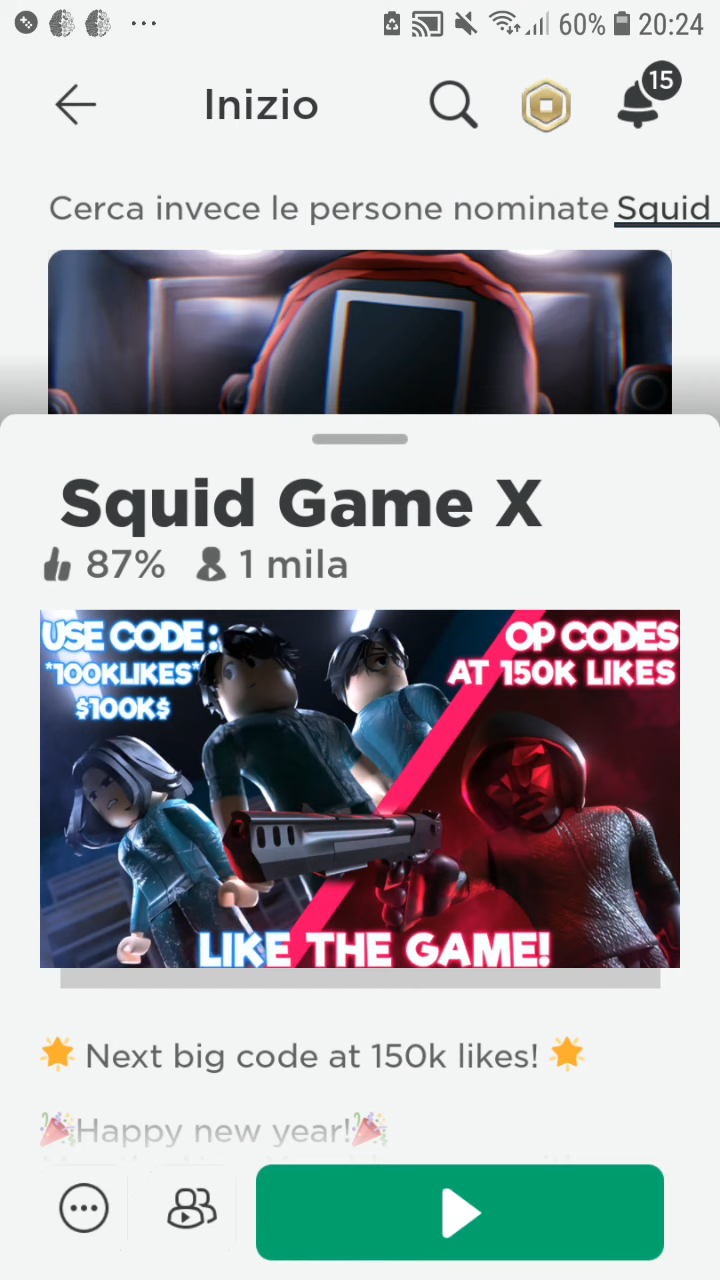 60% 20:24
Inizio
15
Cerca invece le persone nominate Squid
Squid Game X
87% 1 mila
USE CODE:
"100KLIKES"
$100K$
OP CODES
AT 150K LIKES
LIKE THE GAME!
🌟 Next big code at 150k likes! 🌟
🎉Happy new year!🎉